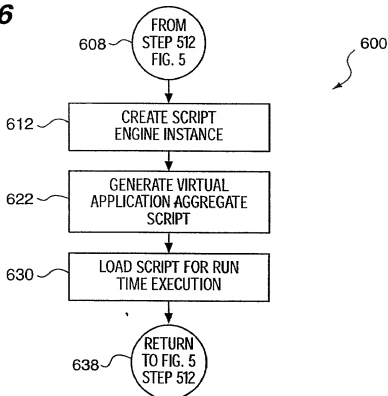 6
608
FROM
STEP 512
FIG. 5
600
612
CREATE SCRIPT
ENGINE INSTANCE
622
GENERATE VIRTUAL
APPLICATION AGGREGATE
SCRIPT
630
LOAD SCRIPT FOR RUN
TIME EXECUTION
638
RETURN
TO FIG. 5
STEP 512